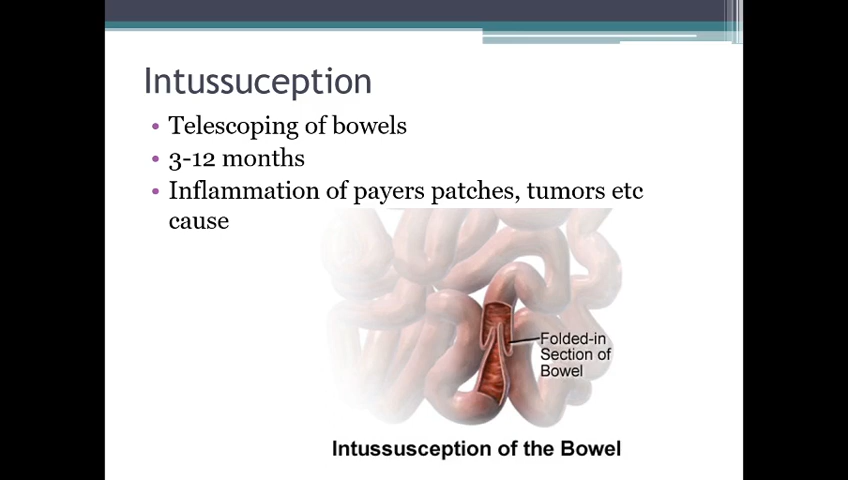 Intussuception
• Telescoping of bowels
• 3-12 months
• Inflammation of payers patches, tumors etc
cause
Folded-in
Section of
Bowel
Intussusception of the Bowel